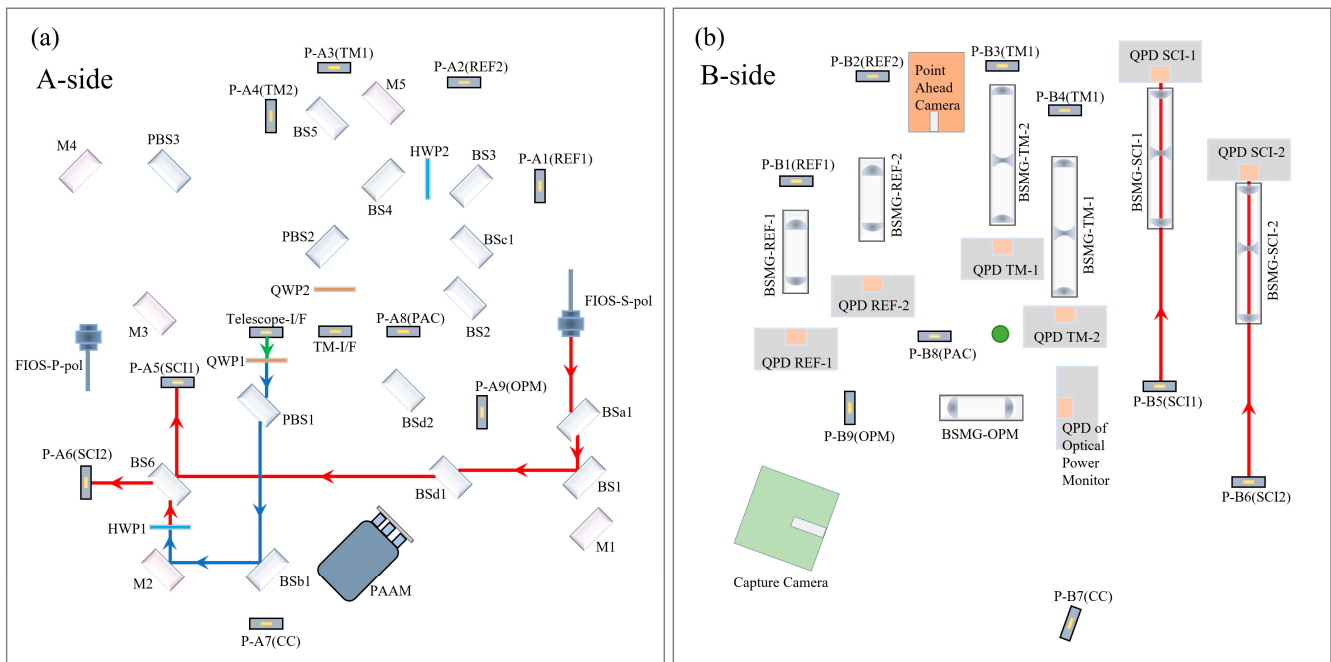 (a)
A-side
P-A3(TM1)
P-A2(REF2)
M5
P-A4(TM2)
BS5
PBS3
M4
HWP2
BS3
P-A1(REF1)
BS4
PBS2
BSc1
QWP2
FIOS-S-pol
M3
Telescope-I/F
P-A8(PAC)
BS2
TM-I/F
QWP1
FIOS-P-pol
P-A5(SCI1)
P-A9(OPM)
PBS1
BSd2
BSa1
P-A6(SCI2)
BS6
BSd1
BS1
HWP1
M1
M2
BSb1
PAAM
P-A7(CC)
(b)
B-side
P-B2(REF2)
Point
Ahead
Camera
P-B3(TM1)
QPD SCI-1
P-B4(TM1)
BSMG-TM-2
BSMG-SCI-1
QPD SCI-2
P-B1(REF1)
BSMG-REF-2
BSMG-REF-1
BSMG-TM-1
BSMG-SCI-2
QPD TM-1
QPD REF-2
QPD TM-2
P-B8(PAC)
QPD REF-1
P-B5(SCI1)
P-B9(OPM)
BSMG-OPM
QPD of
Optical
Power
Monitor
P-B6(SCI2)
Capture Camera
P-B7(CC)